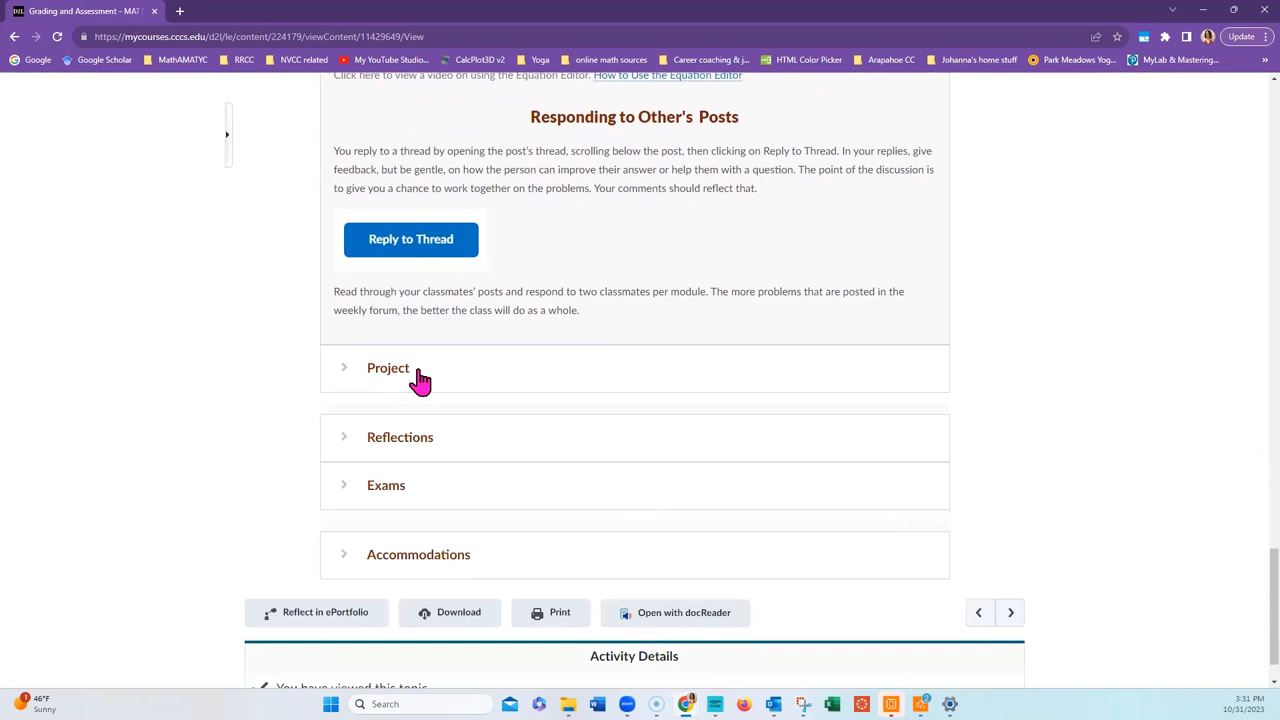 Grading and Assessment - MAT
mycourses.cccs.edu/d2l/le/content/224179/viewContent/11429649/View
Update
Google
Google Scholar
MathAMATYC
RRCC
NVCC related
My YouTube Studio...
CalcPlot3D v2
Yoga
online math sources
Career coaching & j...
HTML Color Picker
Arapahoe CC
Johanna's home stuff
Park Meadows Yog...
MyLab & Mastering...
Click here to view a video on using the Equation Editor. How to Use the Equation Editor
Responding to Other's Posts
You reply to a thread by opening the post's thread, scrolling below the post, then clicking on Reply to Thread. In your replies, give
feedback, but be gentle, on how the person can improve their answer or help them with a question. The point of the discussion is
to give you a chance to work together on the problems. Your comments should reflect that.
Reply to Thread
Read through your classmates' posts and respond to two classmates per module. The more problems that are posted in the
weekly forum, the better the class will do as a whole.
Project
Reflections
Exams
Accommodations
Reflect in ePortfolio
Download
Print
Open with docReader
Activity Details
You have viewed this topic
46°F
Sunny
Search
3:31 PM
10/31/2023